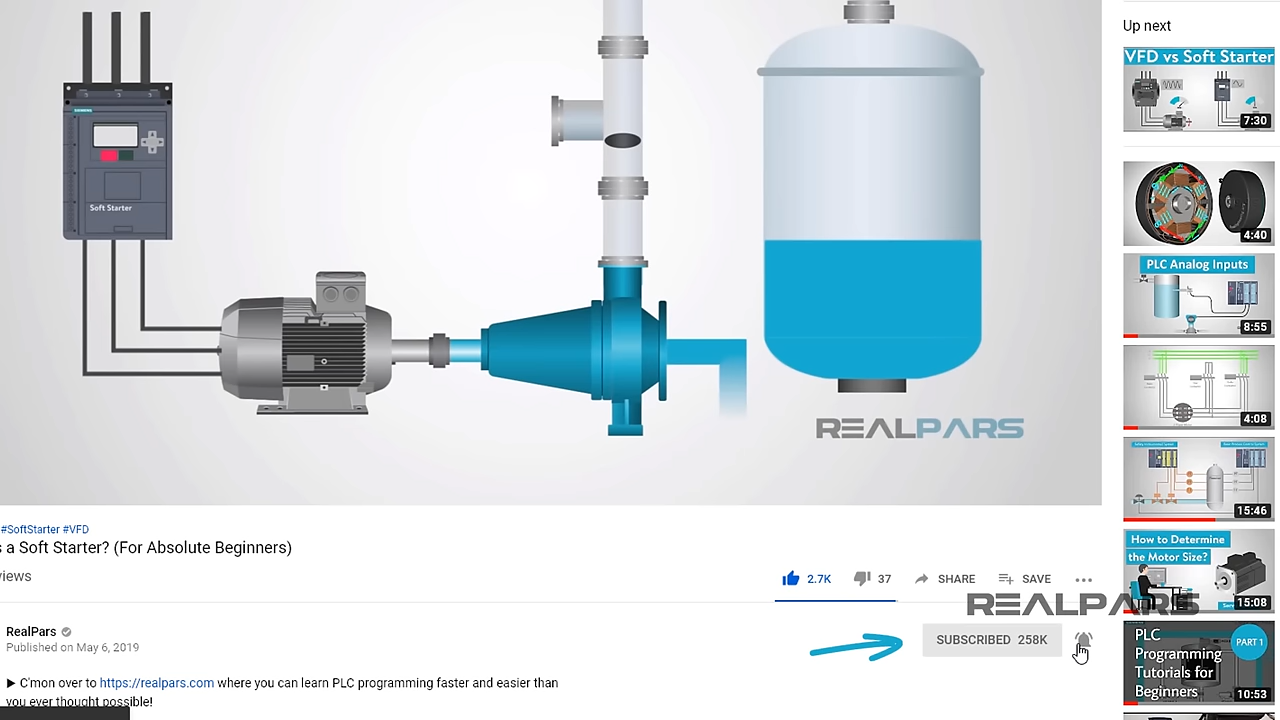 Up next
VFD vs Soft Starter
7:30
SIEMENS
Soft Starter
4:40
PLC Analog Inputs
8:55
4:08
REALPARS
15:46
#SoftStarter #VFD
s a Soft Starter? (For Absolute Beginners)
views
2.7K
37
SHARE
SAVE
How to Determine
the Motor Size?
15:08
REALPARS
RealPars
Published on May 6, 2019
SUBSCRIBED 258K
PLC
Programming
Tutorials for
Beginners
PART 1
10:53
▶ C'mon over to https://realpars.com where you can learn PLC programming faster and easier than
you ever thought possible!